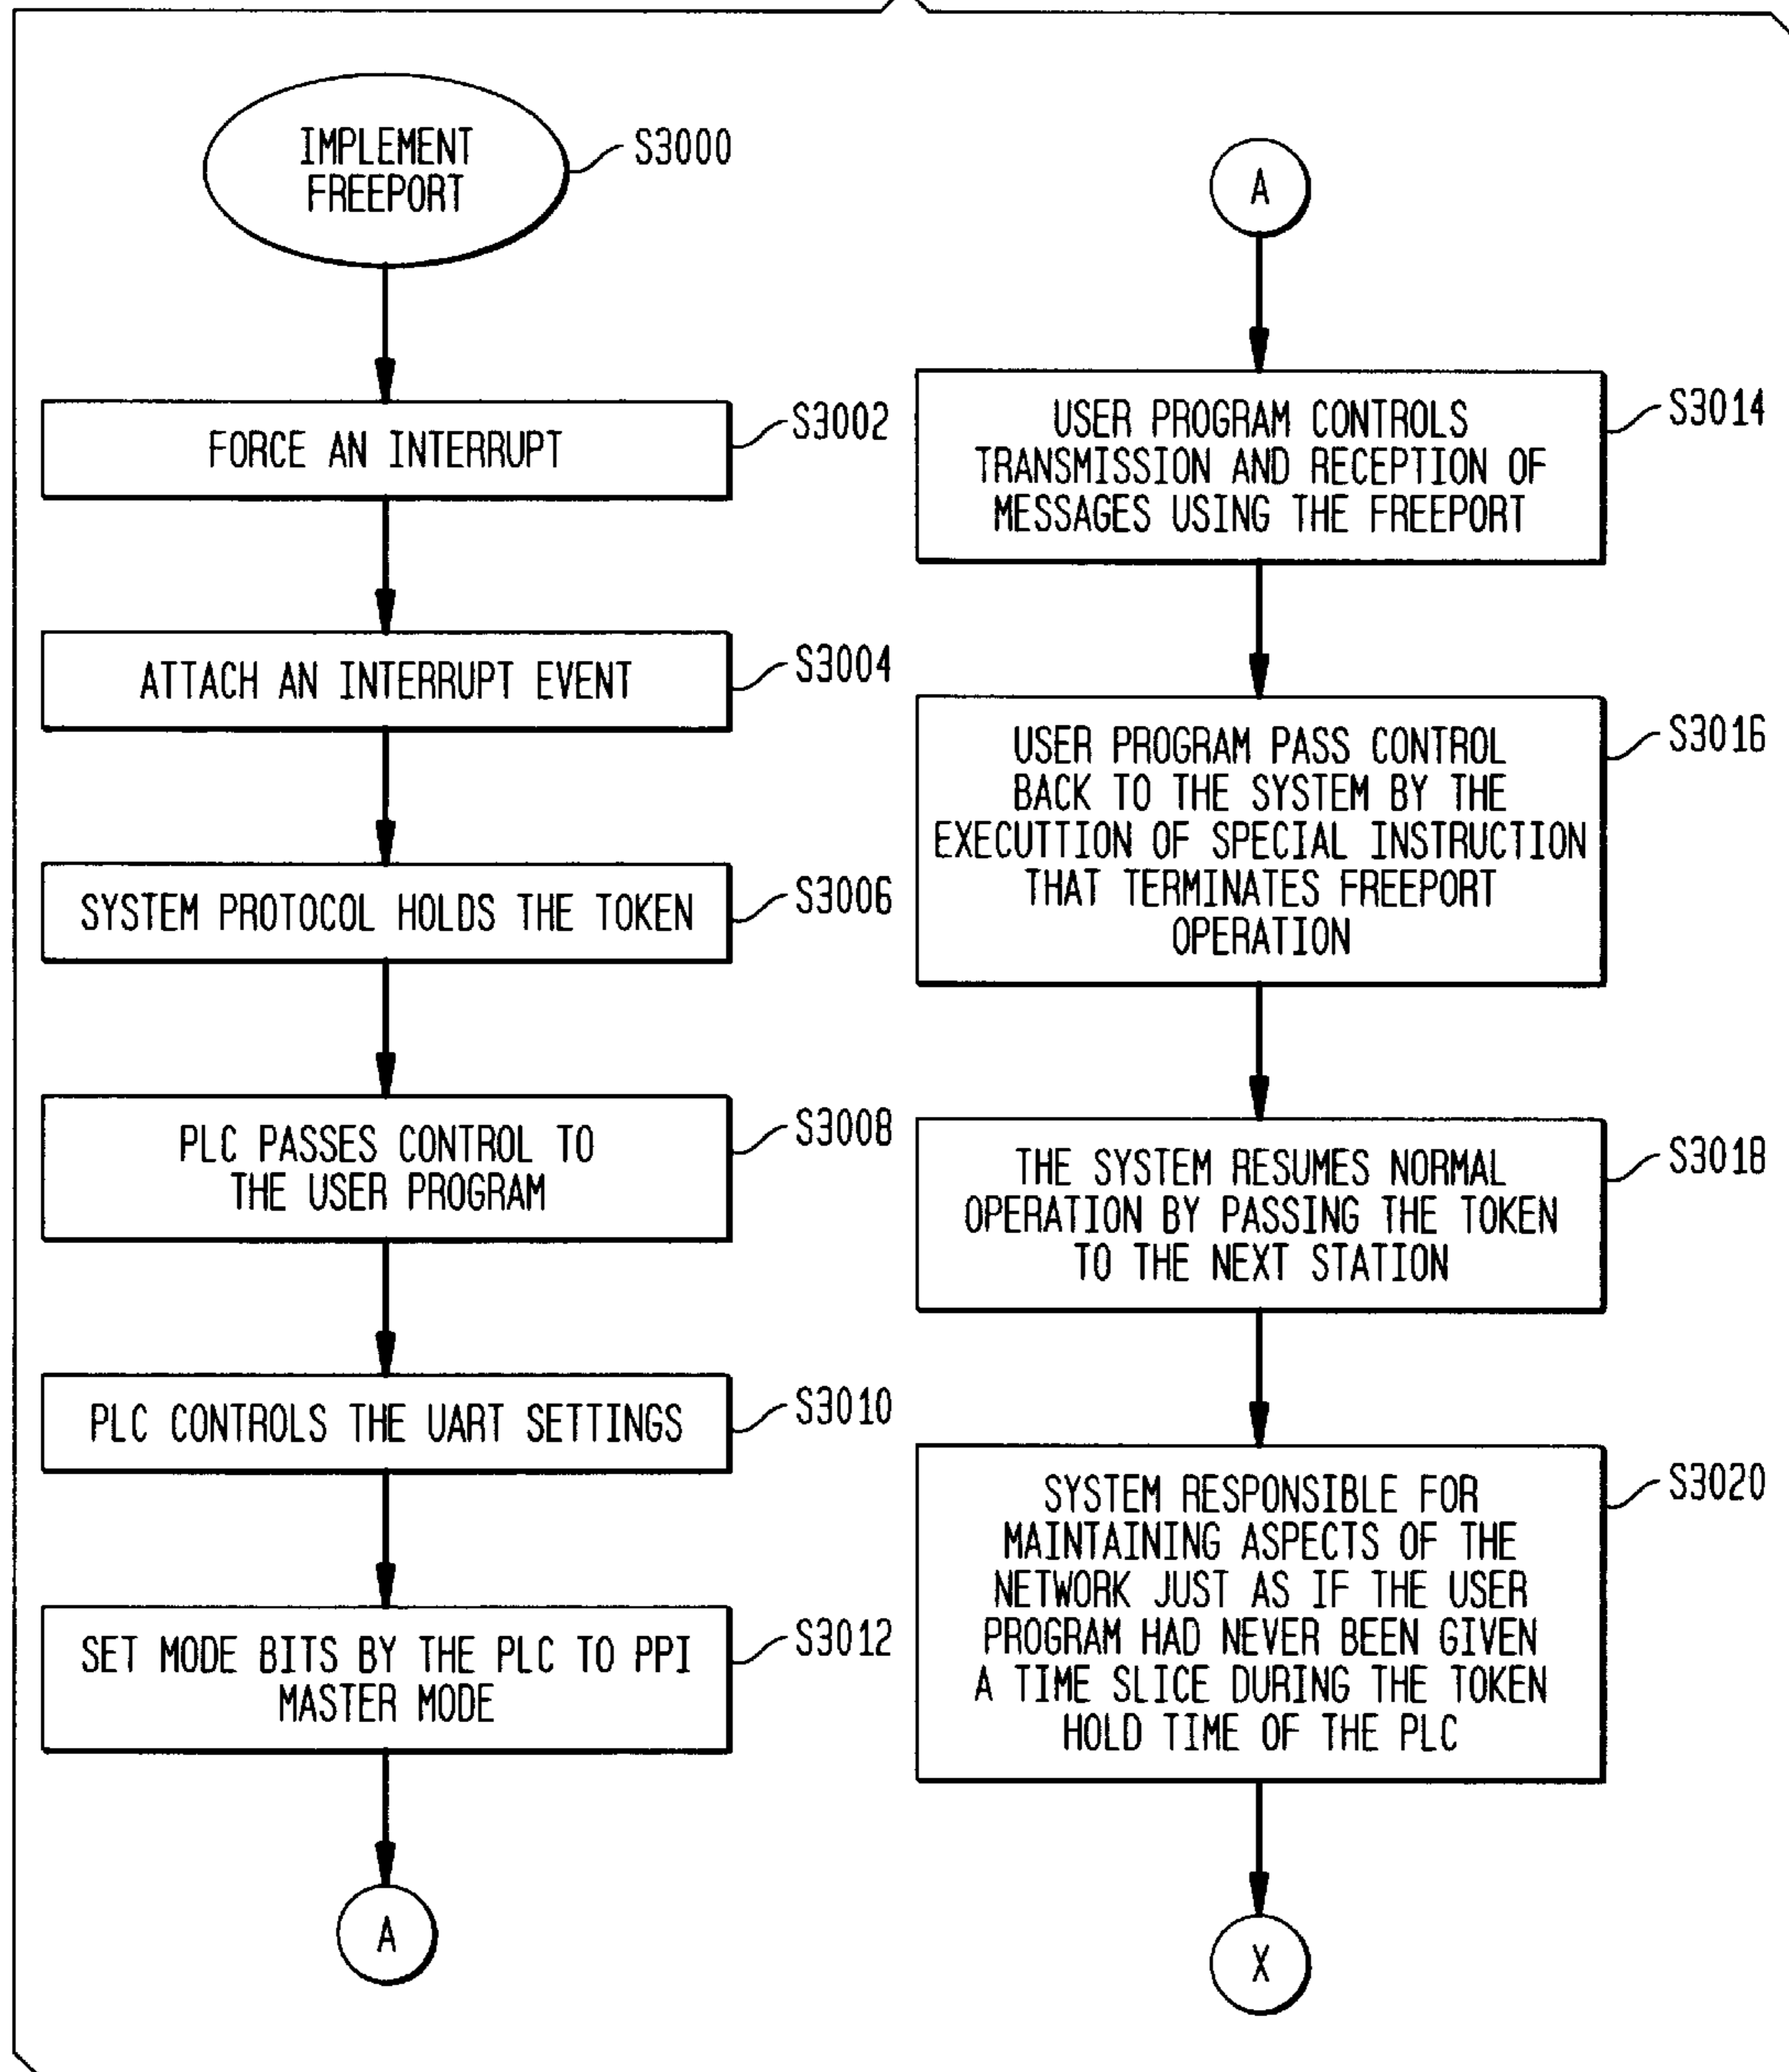 IMPLEMENT
FREEPORT
S3000
FORCE AN INTERRUPT
S3002
ATTACH AN INTERRUPT EVENT
S3004
SYSTEM PROTOCOL HOLDS THE TOKEN
S3006
PLC PASSES CONTROL TO
THE USER PROGRAM
S3008
PLC CONTROLS THE UART SETTINGS
S3010
SET MODE BITS BY THE PLC TO PPI
MASTER MODE
S3012
A
A
USER PROGRAM CONTROLS
TRANSMISSION AND RECEPTION OF
MESSAGES USING THE FREEPORT
S3014
USER PROGRAM PASS CONTROL
BACK TO THE SYSTEM BY THE
EXECUTTION OF SPECIAL INSTRUCTION
THAT TERMINATES FREEPORT
OPERATION
S3016
THE SYSTEM RESUMES NORMAL
OPERATION BY PASSING THE TOKEN
TO THE NEXT STATION
S3018
SYSTEM RESPONSIBLE FOR
MAINTAINING ASPECTS OF THE
NETWORK JUST AS IF THE USER
PROGRAM HAD NEVER BEEN GIVEN
A TIME SLICE DURING THE TOKEN
HOLD TIME OF THE PLC
S3020
X